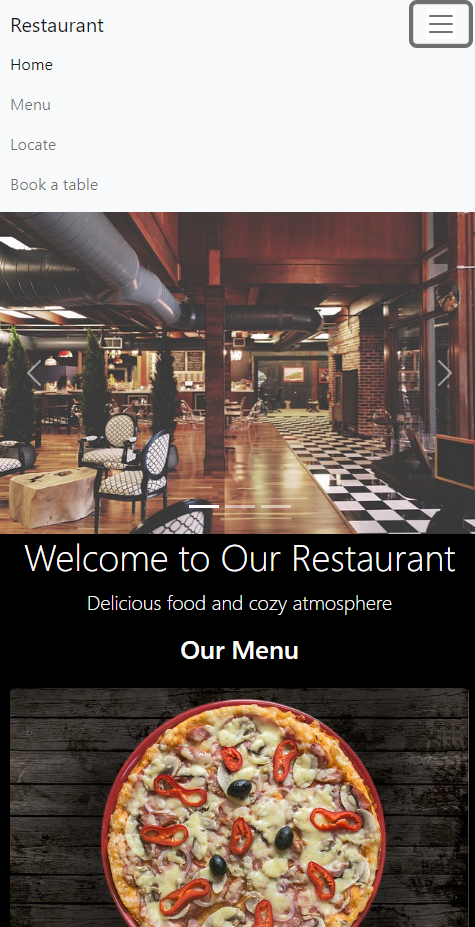 Restaurant
Home
Menu
Locate
Book a table
Welcome to Our Restaurant
Delicious food and cozy atmosphere
Our Menu